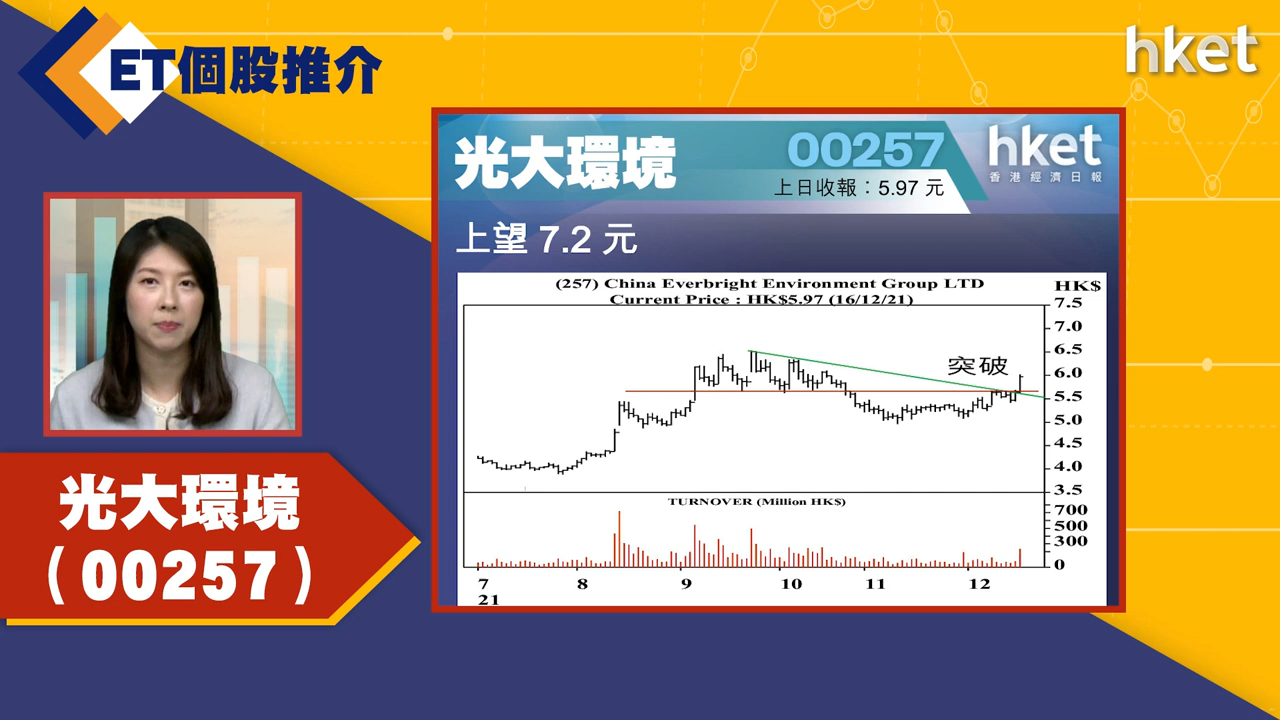 ET個股推介
hket
光大環境
00257
上日收報：5.97 元
hket
香港經濟日報
上望 7.2 元
(257) China Everbright Environment Group LTD
Current Price : HK$5.97 (16/12/21)
HK$
7.5
7.0
6.5
突破
6.0
5.5
5.0
4.5
4.0
3.5
TURNOVER (Million HK$)
700
500
300
0
7 8 9 10 11 12
21
光大環境
(00257)